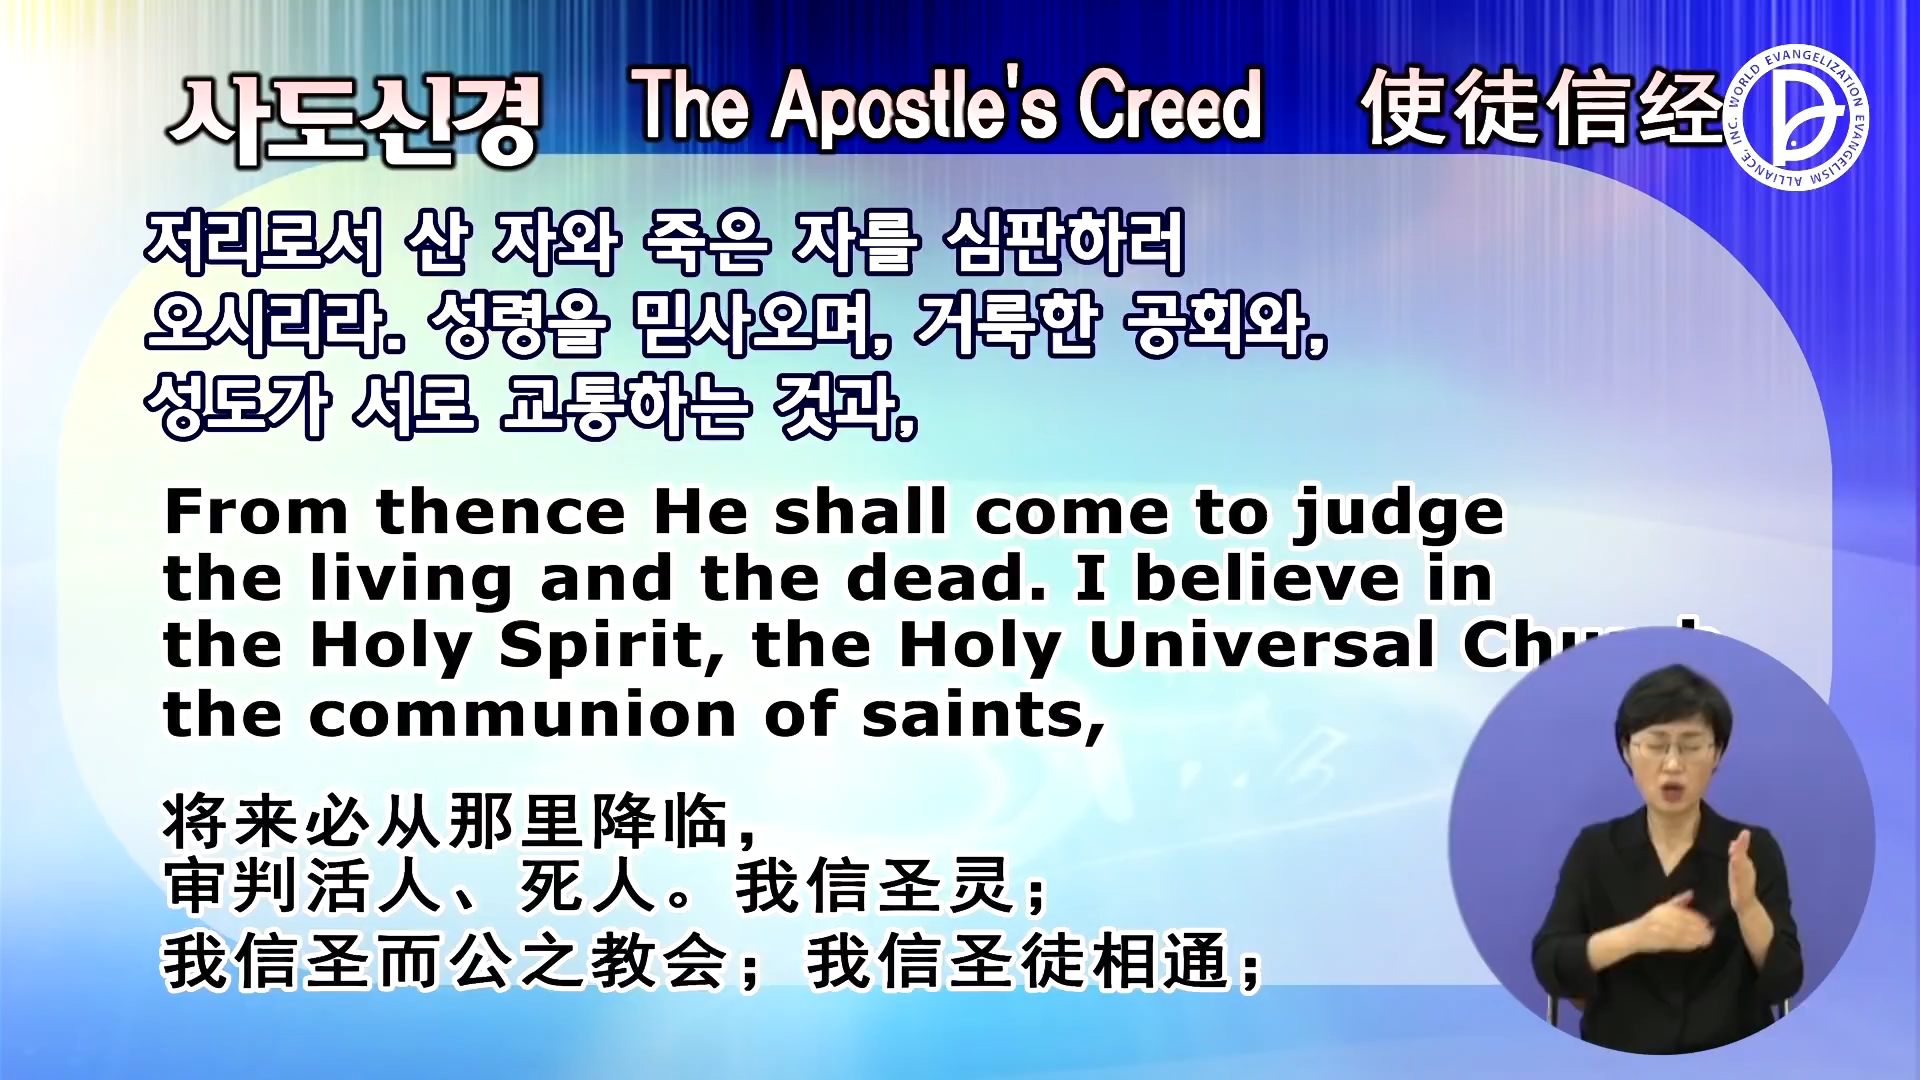 사도신경 The Apostle's Creed 使徒信经
WORLD EVANGELIZATION EVANGELISM ALLIANCE, INC.
저리로서 산 자와 죽은 자를 심판하러
오시리라. 성령을 믿사오며, 거룩한 공회와,
성도가 서로 교통하는 것과,
From thence He shall come to judge
the living and the dead. I believe in
the Holy Spirit, the Holy Universal
the communion of saints,
将来必从那里降临，
审判活人、死人。我信圣灵；
我信圣而公之教会；我信圣徒相通；